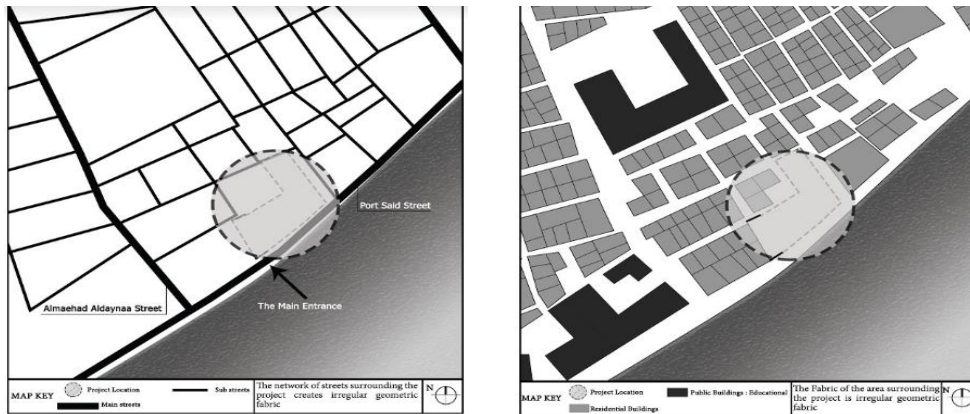 Port Said Street
Almaehad Aldaynaa Street
The Main Entrance
MAP KEY
Project Location
Sub streets
Main streets
The network of streets surrounding the
project creates irregular geometric
fabric
N
MAP KEY
Project Location
Public Buildings : Educational
Residential Buildings
The Fabric of the area surrounding
the project is irregular geometric
fabric
N